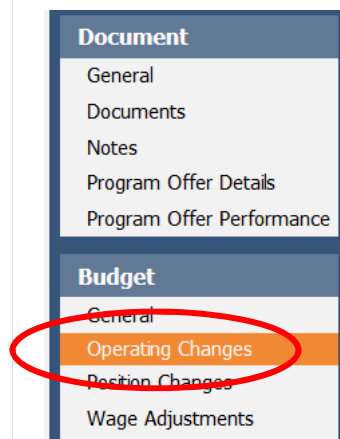 Document
General
Documents
Notes
Program Offer Details
Program Offer Performance
Budget
General
Operating Changes
Position Changes
Wage Adjustments